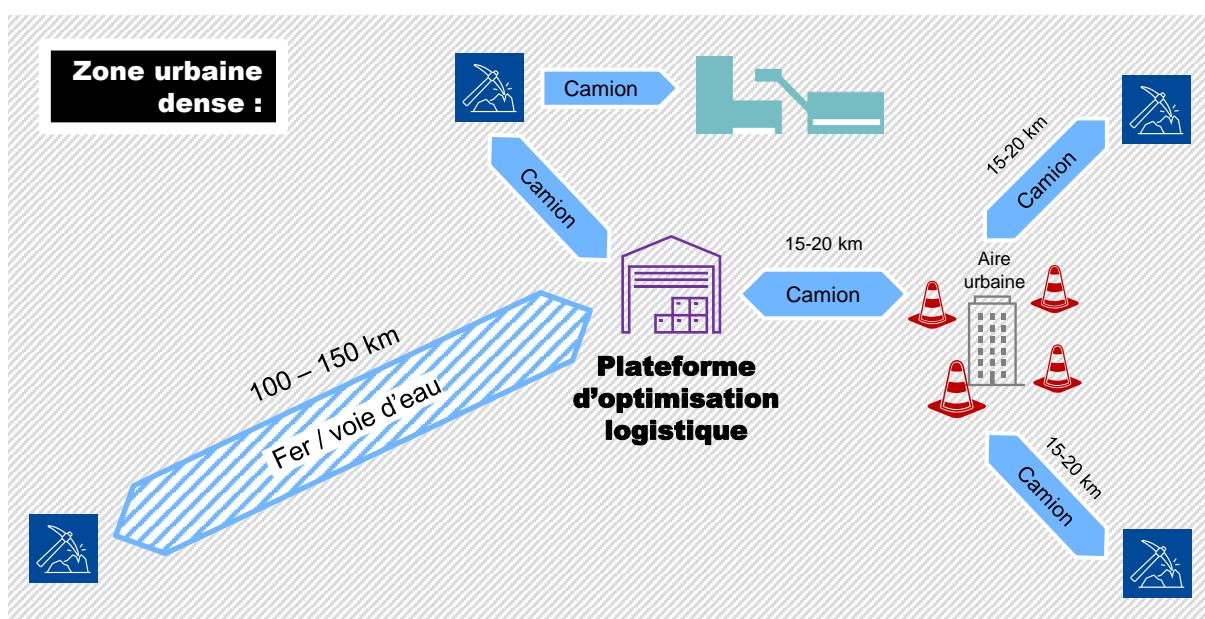 Zone urbaine
dense :
Camion
Camion
15-20 km
Camion
15-20 km
Camion
Aire
urbaine
100 – 150 km
Fer / voie d'eau
Plateforme
d'optimisation
logistique
15-20 km
Camion